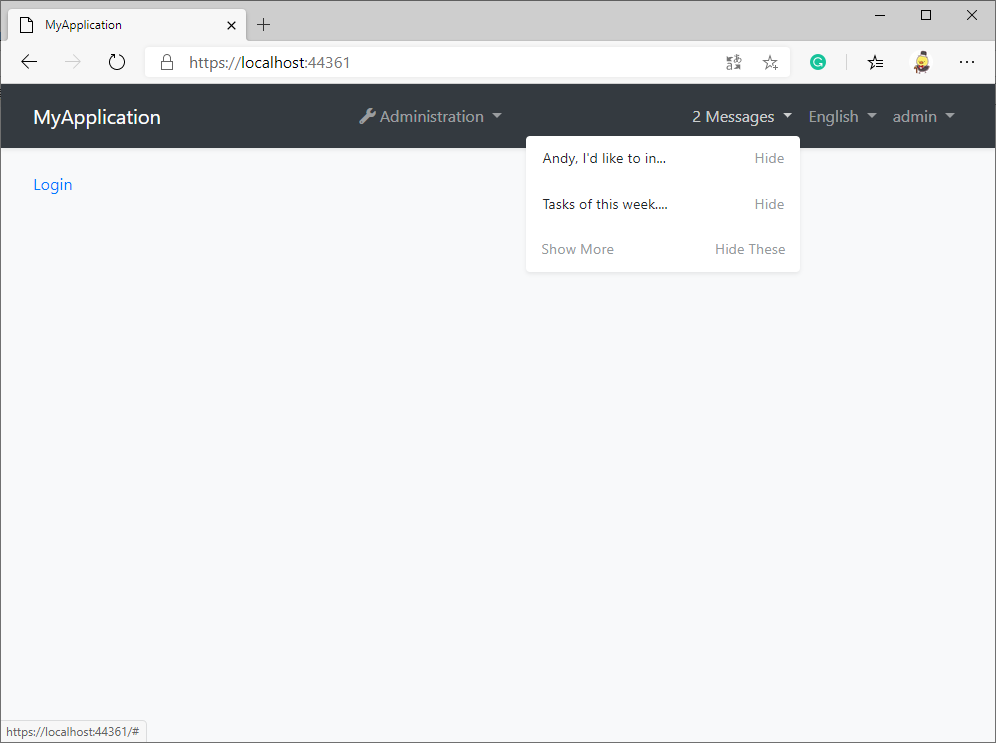 MyApplication
https://localhost:44361
MyApplication Administration 2 Messages English admin
Andy, I'd like to in... Hide
Tasks of this week.... Hide
Show More Hide These
Login
https://localhost:44361/#